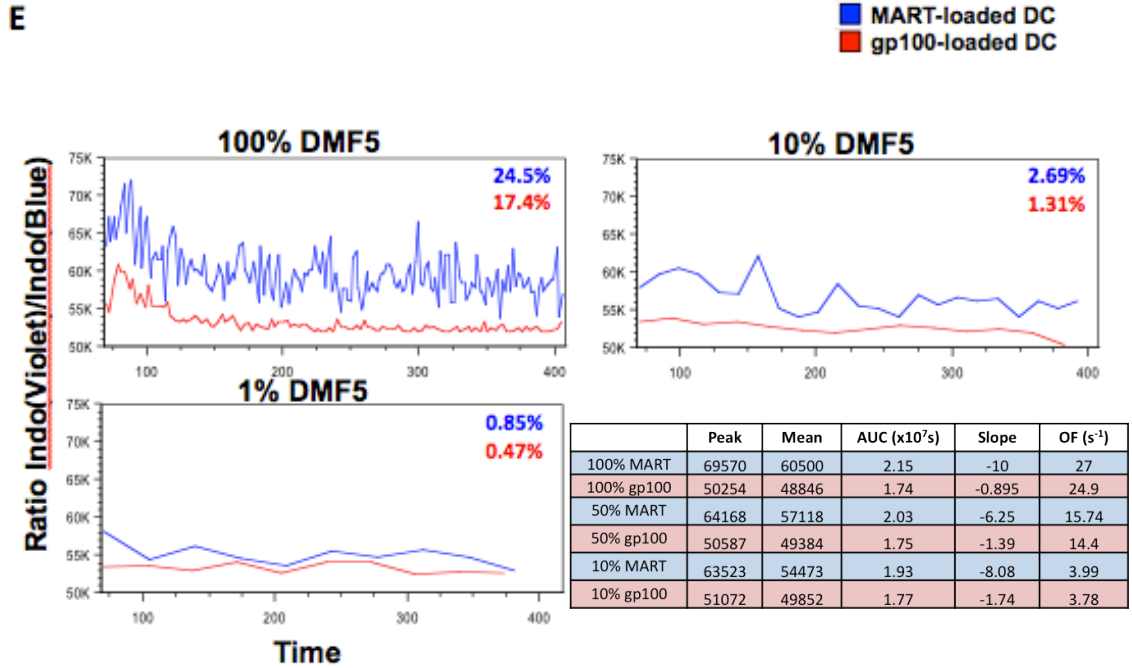 E
MART-loaded DC
gp100-loaded DC
Ratio Indo(Violet)/Indo(Blue)
100% DMF5
75K
70K
65K
60K
55K
50K
24.5%
17.4%
100
200
300
400
10% DMF5
75K
70K
65K
60K
55K
50K
2.69%
1.31%
100
200
300
400
1% DMF5
75K
70K
65K
60K
55K
50K
0.85%
0.47%
100
200
300
400
Time
Peak Mean AUC (x10⁷s) Slope OF (s⁻¹)
100% MART 69570 60500 2.15 -10 27
100% gp100 50254 48846 1.74 -0.895 24.9
50% MART 64168 57118 2.03 -6.25 15.74
50% gp100 50587 49384 1.75 -1.39 14.4
10% MART 63523 54473 1.93 -8.08 3.99
10% gp100 51072 49852 1.77 -1.74 3.78